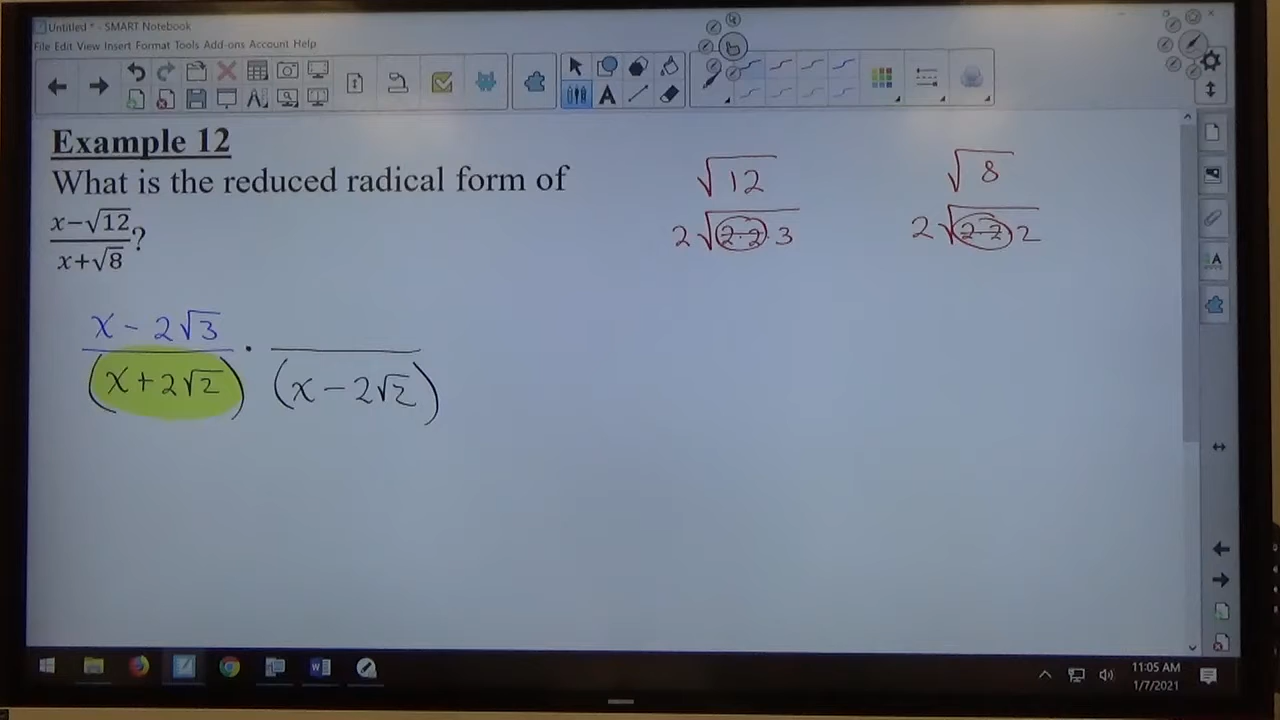 Untitled * - SMART Notebook
File Edit View Insert Format Tools Add-ons Account Help
Example 12
What is the reduced radical form of
x−√12
x+√8
?
√12
2√2·2·3
√8
2√2·2 2
x − 2√3
(x + 2√2) · (x − 2√2)
11:05 AM
1/7/2021